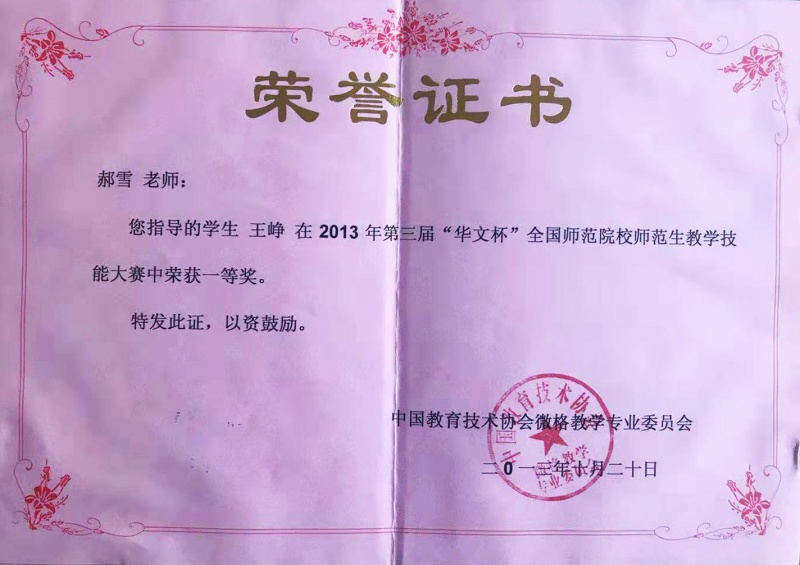 荣誉证书
郝雪 老师：
您指导的学生 王峥 在 2013 年第三届“华文杯”全国师范院校师范生教学技
能大赛中荣获一等奖。
特发此证，以资鼓励。
中国教育技术协会微格教学专业委员会
二0一三年十月二十日